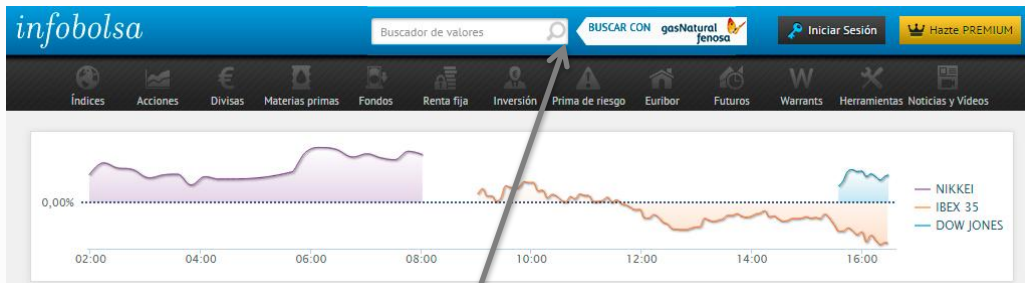 infobolsa
Buscador de valores
BUSCAR CON gasNatural
fenosa
Iniciar Sesión
Hazte PREMIUM
Índices Acciones Divisas Materias primas Fondos Renta fija Inversión Prima de riesgo Euribor Futuros Warrants Herramientas Noticias y Vídeos
0,00%
NIKKEI
IBEX 35
DOW JONES
02:00 04:00 06:00 08:00 10:00 12:00 14:00 16:00